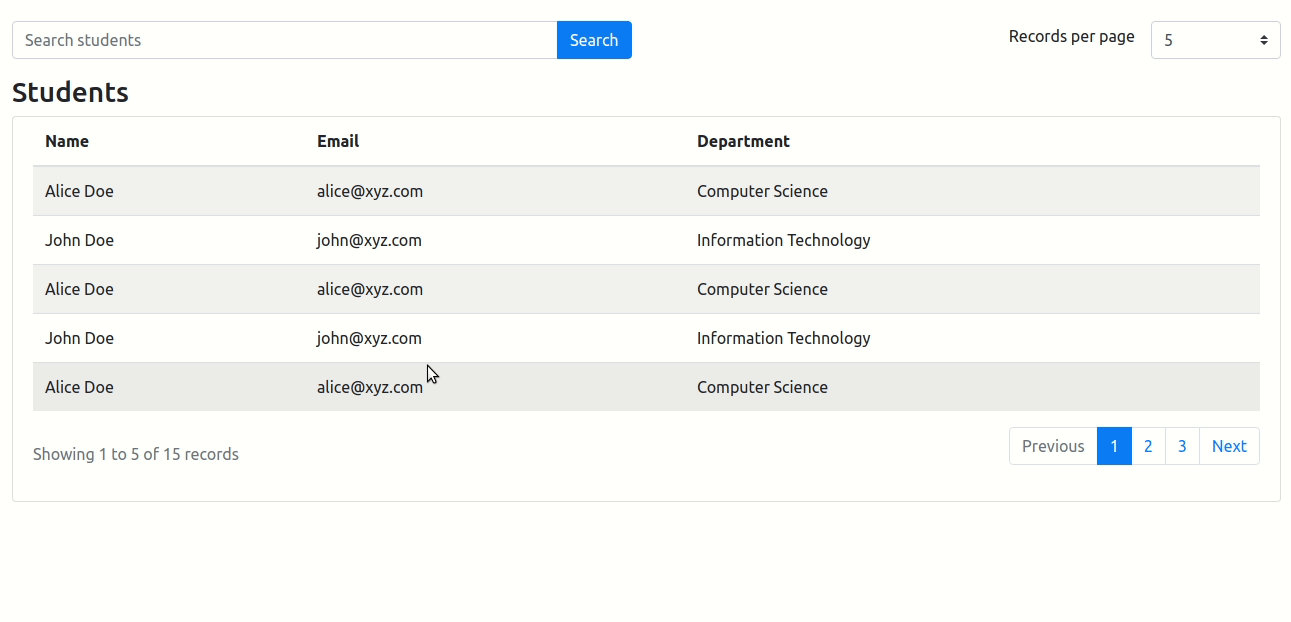 Search students Search Records per page 5
Students
Name Email Department
Alice Doe alice@xyz.com Computer Science
John Doe john@xyz.com Information Technology
Alice Doe alice@xyz.com Computer Science
John Doe john@xyz.com Information Technology
Alice Doe alice@xyz.com Computer Science
Showing 1 to 5 of 15 records Previous 1 2 3 Next